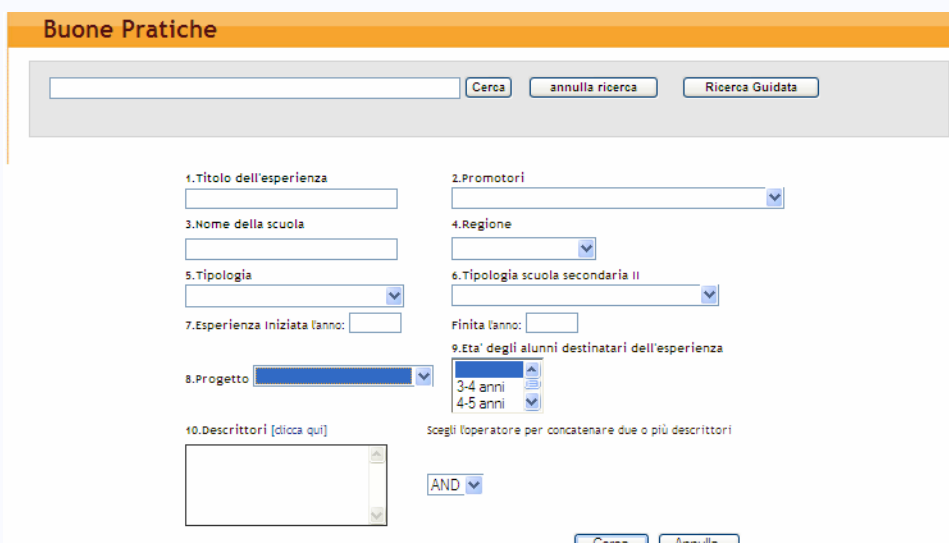 Buone Pratiche
Cerca annulla ricerca Ricerca Guidata
1.Titolo dell'esperienza 2.Promotori
3.Nome della scuola 4.Regione
5.Tipologia 6.Tipologia scuola secondaria II
7.Esperienza Iniziata l'anno: Finita l'anno:
9.Eta' degli alunni destinatari dell'esperienza
8.Progetto
3-4 anni
4-5 anni
10.Descrittori [clicca qui] Scegli l'operatore per concatenare due o più descrittori
AND
Cerca Annulla